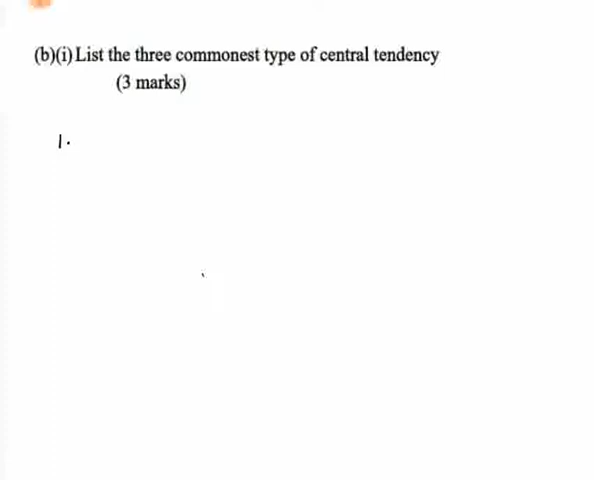 (b)(i) List the three commonest type of central tendency
(3 marks)
1.